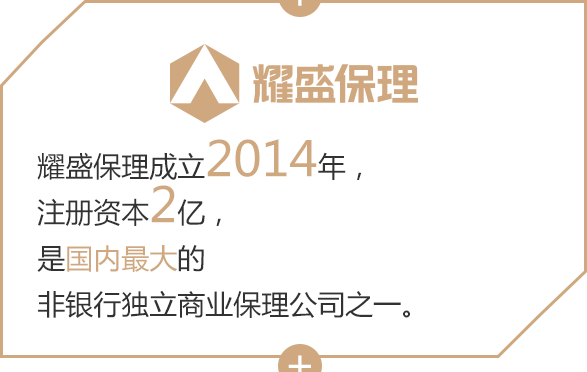 耀盛保理
耀盛保理成立2014年，
注册资本2亿，
是国内最大的
非银行独立商业保理公司之一。